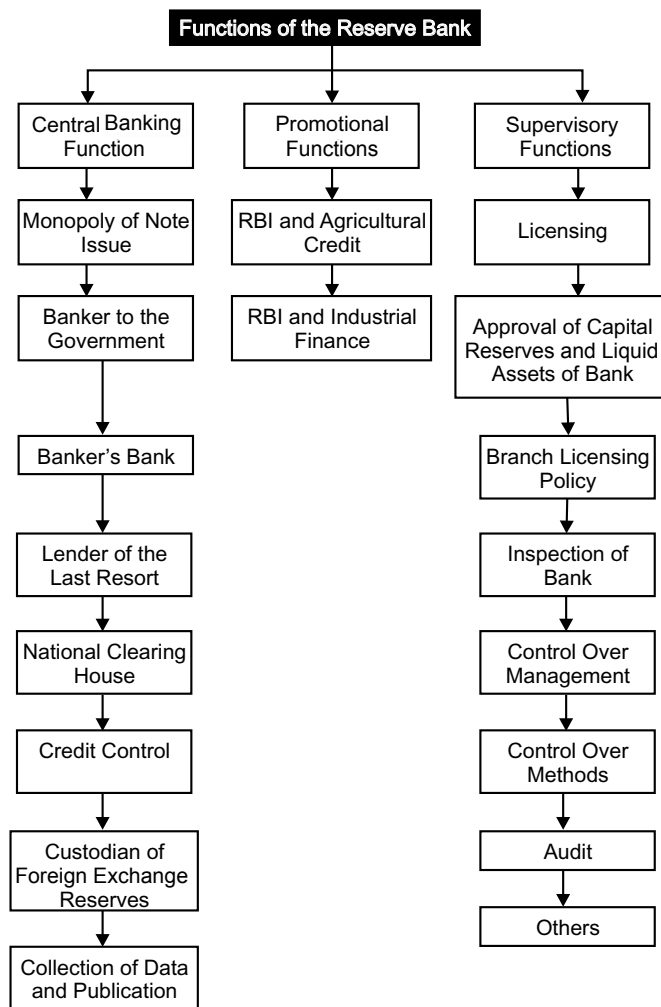 Functions of the Reserve Bank
Central Banking
Function
Promotional
Functions
Supervisory
Functions
Monopoly of Note
Issue
RBI and Agricultural
Credit
Licensing
Banker to the
Government
RBI and Industrial
Finance
Approval of Capital
Reserves and Liquid
Assets of Bank
Banker’s Bank
Branch Licensing
Policy
Lender of the
Last Resort
Inspection of
Bank
National Clearing
House
Control Over
Management
Credit Control
Control Over
Methods
Custodian of
Foreign Exchange
Reserves
Audit
Others
Collection of Data
and Publication